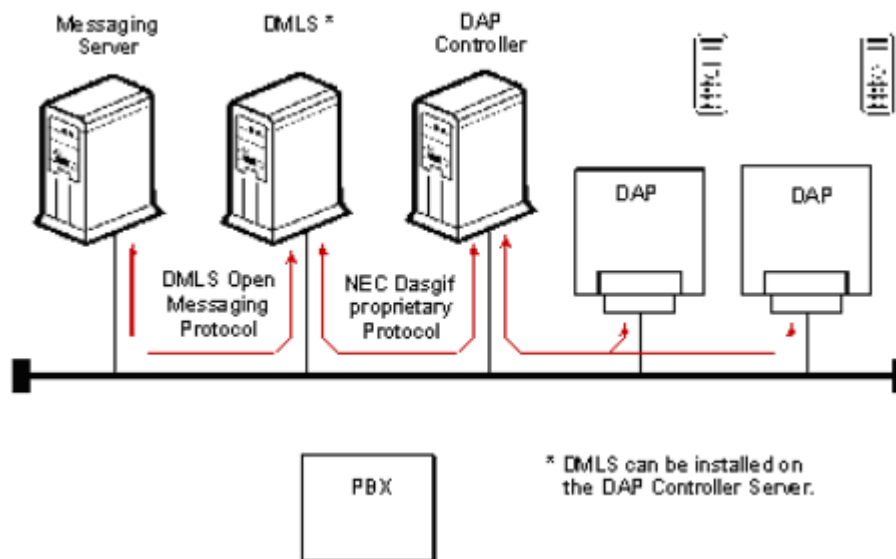 Messaging
Server
DMLS *
DAP
Controller
DAP
DAP
DMLS Open
Messaging
Protocol
NEC Dasgif
proprietary
Protocol
PBX
* DMLS can be installed on
the DAP Controller Server.